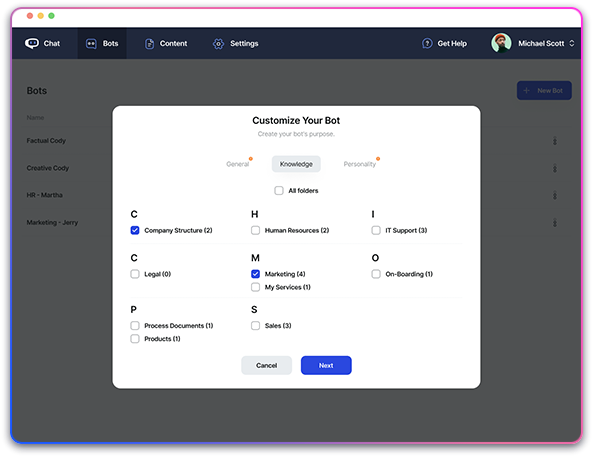 Chat Bots Content Settings Get Help Michael Scott
Bots
New Bot
Name
Factual Cody
Creative Cody
HR - Martha
Marketing - Jerry
Customize Your Bot
Create your bot's purpose.
General Knowledge Personality
All folders
C H I
Company Structure (2) Human Resources (2) IT Support (3)
C M O
Legal (0) Marketing (4) On-Boarding (1)
My Services (1)
P S
Process Documents (1) Sales (3)
Products (1)
Cancel Next